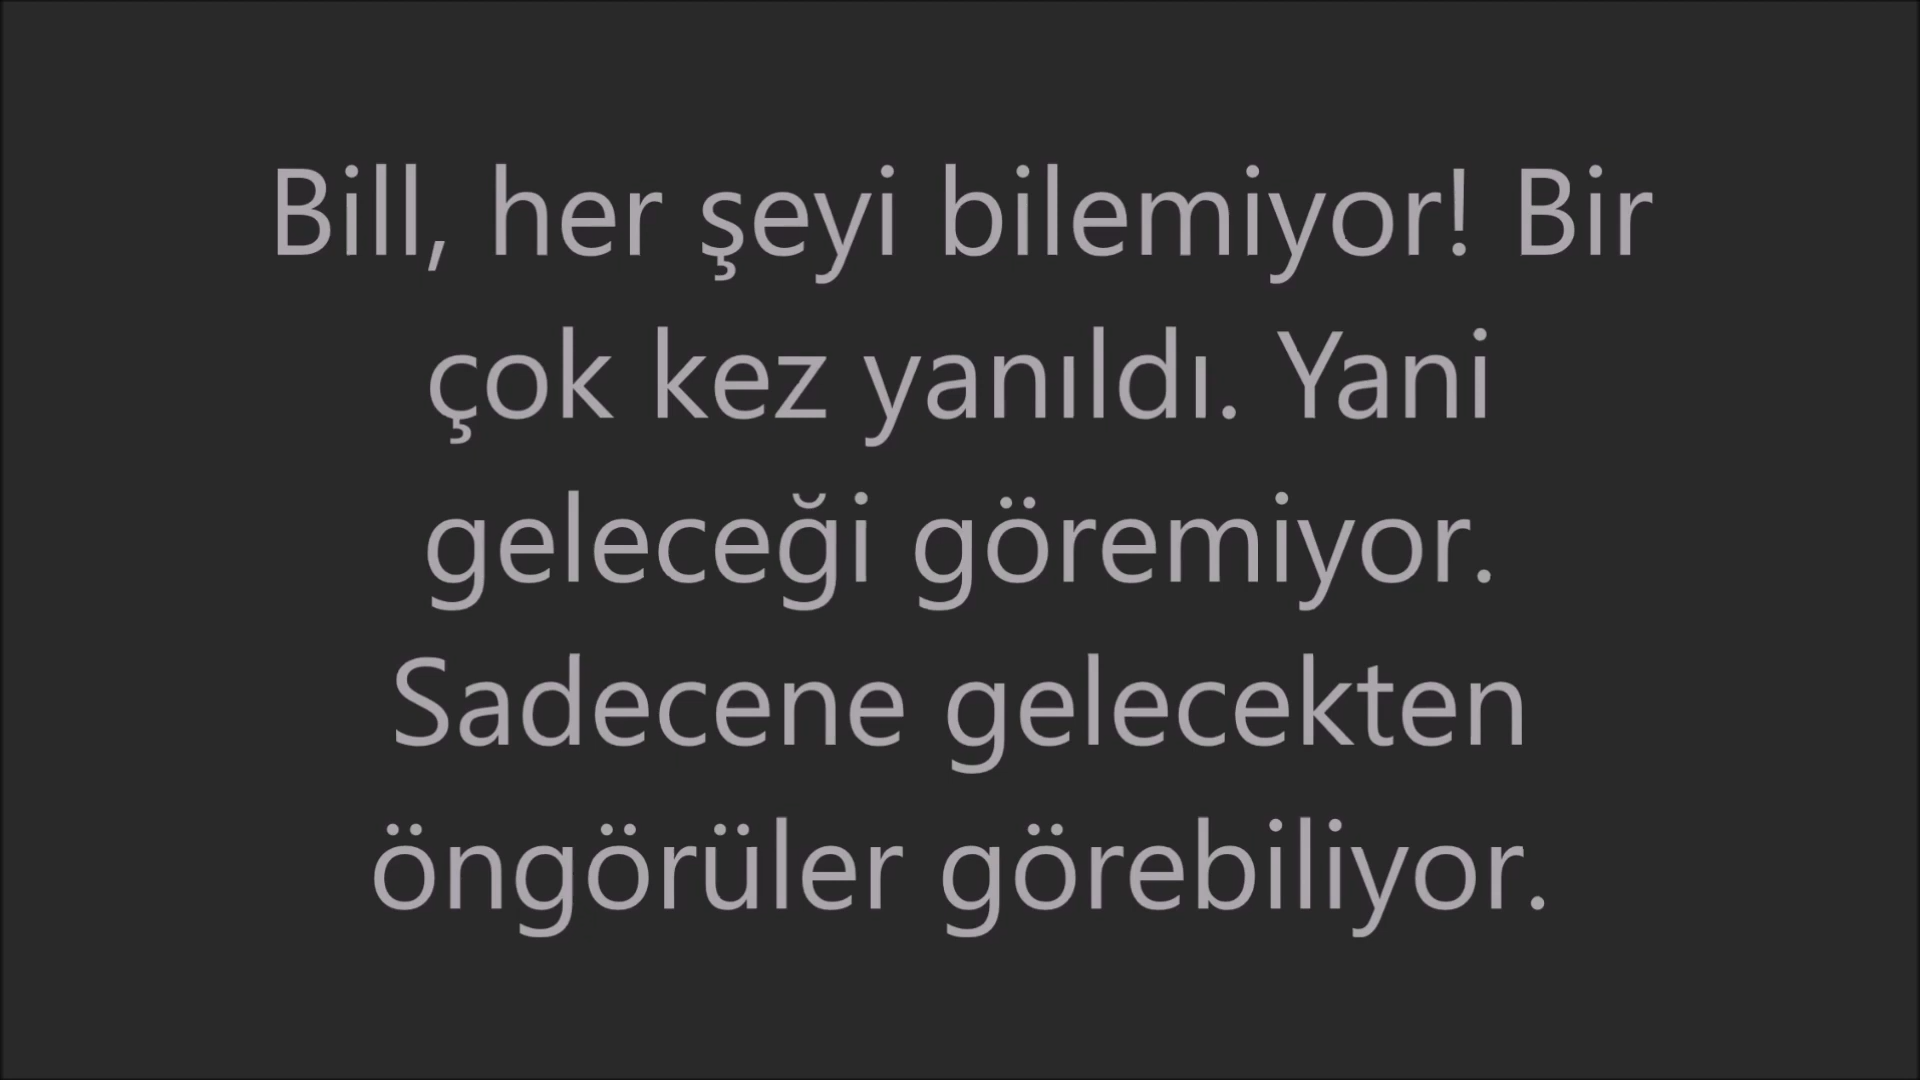 Bill, her şeyi bilemiyor! Bir
çok kez yanıldı. Yani
geleceği göremiyor.
Sadecene gelecekten
öngörüler görebiliyor.